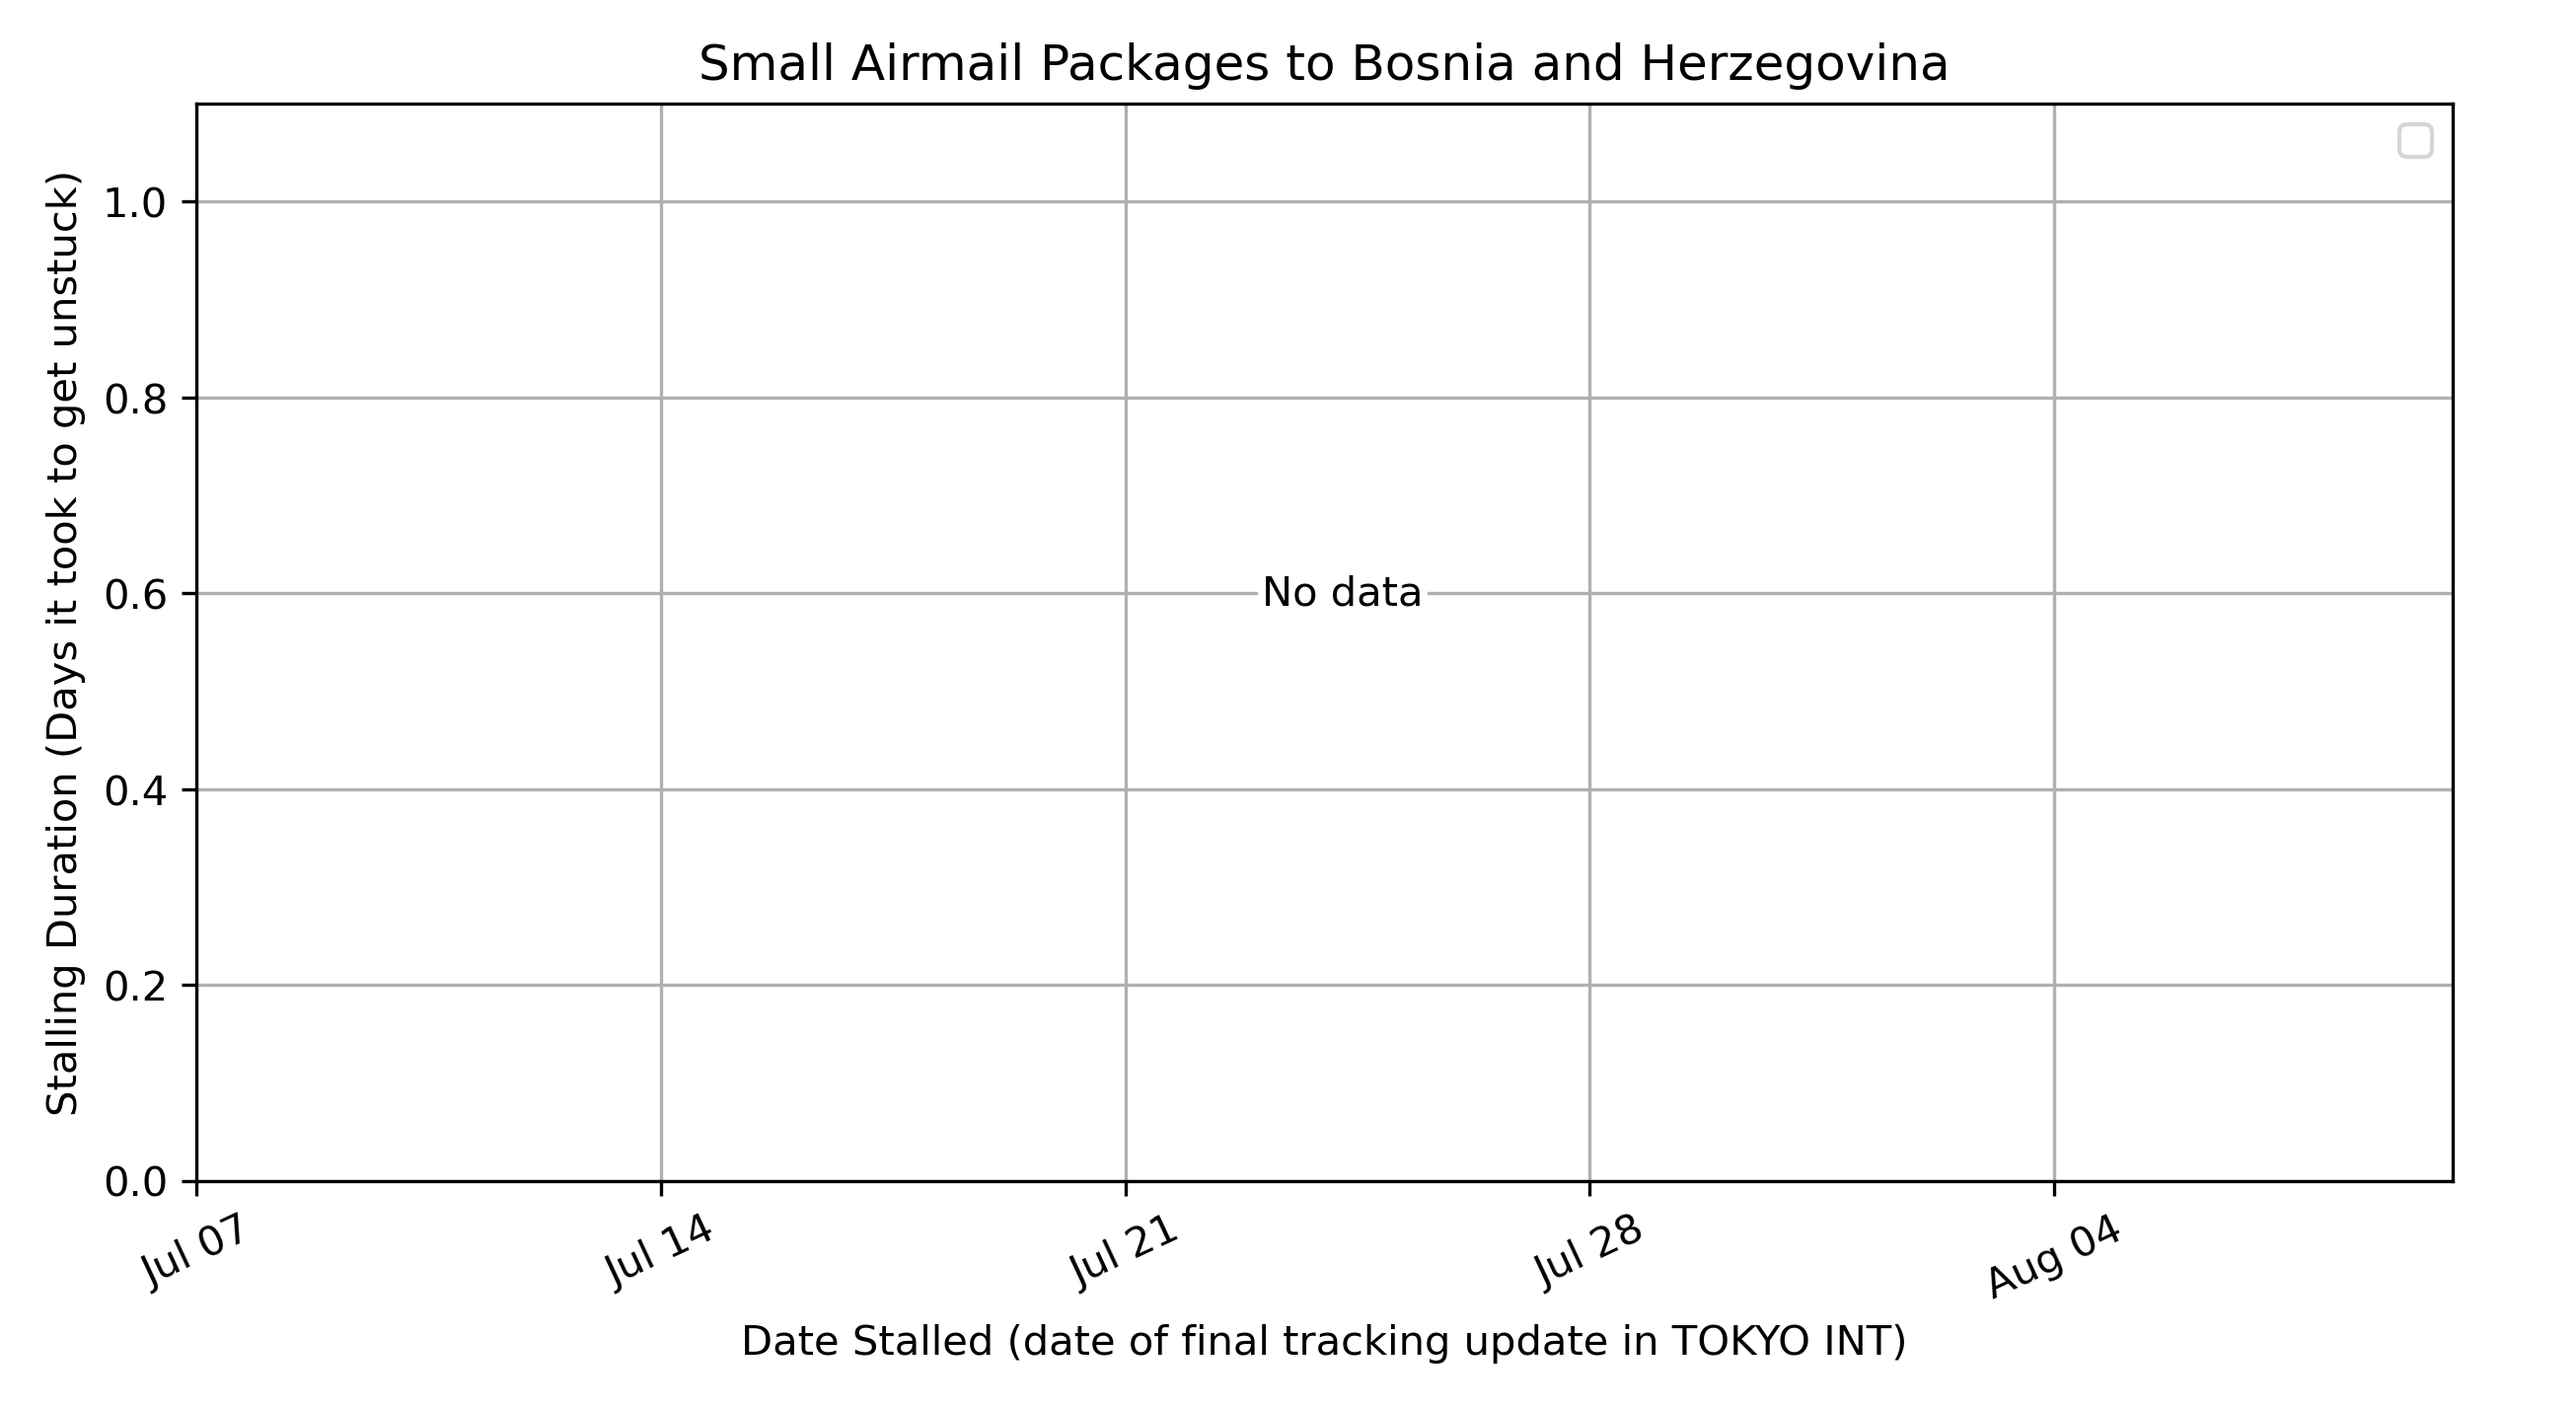 Small Airmail Packages to Bosnia and Herzegovina
Stalling Duration (Days it took to get unstuck)
1.0
0.8
0.6
0.4
0.2
0.0
No data
Jul 07
Jul 14
Jul 21
Jul 28
Aug 04
Date Stalled (date of final tracking update in TOKYO INT)